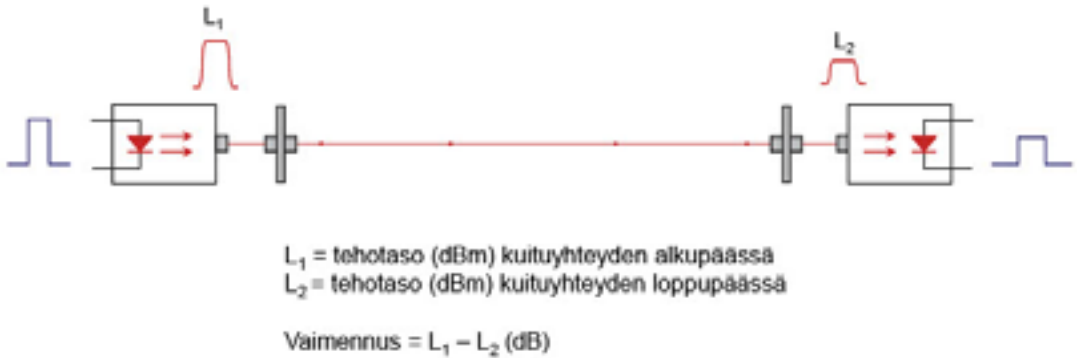 L₁
L₂
L₁ = tehotaso (dBm) kuituyhteyden alkupäässä
L₂ = tehotaso (dBm) kuituyhteyden loppupäässä
Vaimennus = L₁ – L₂ (dB)